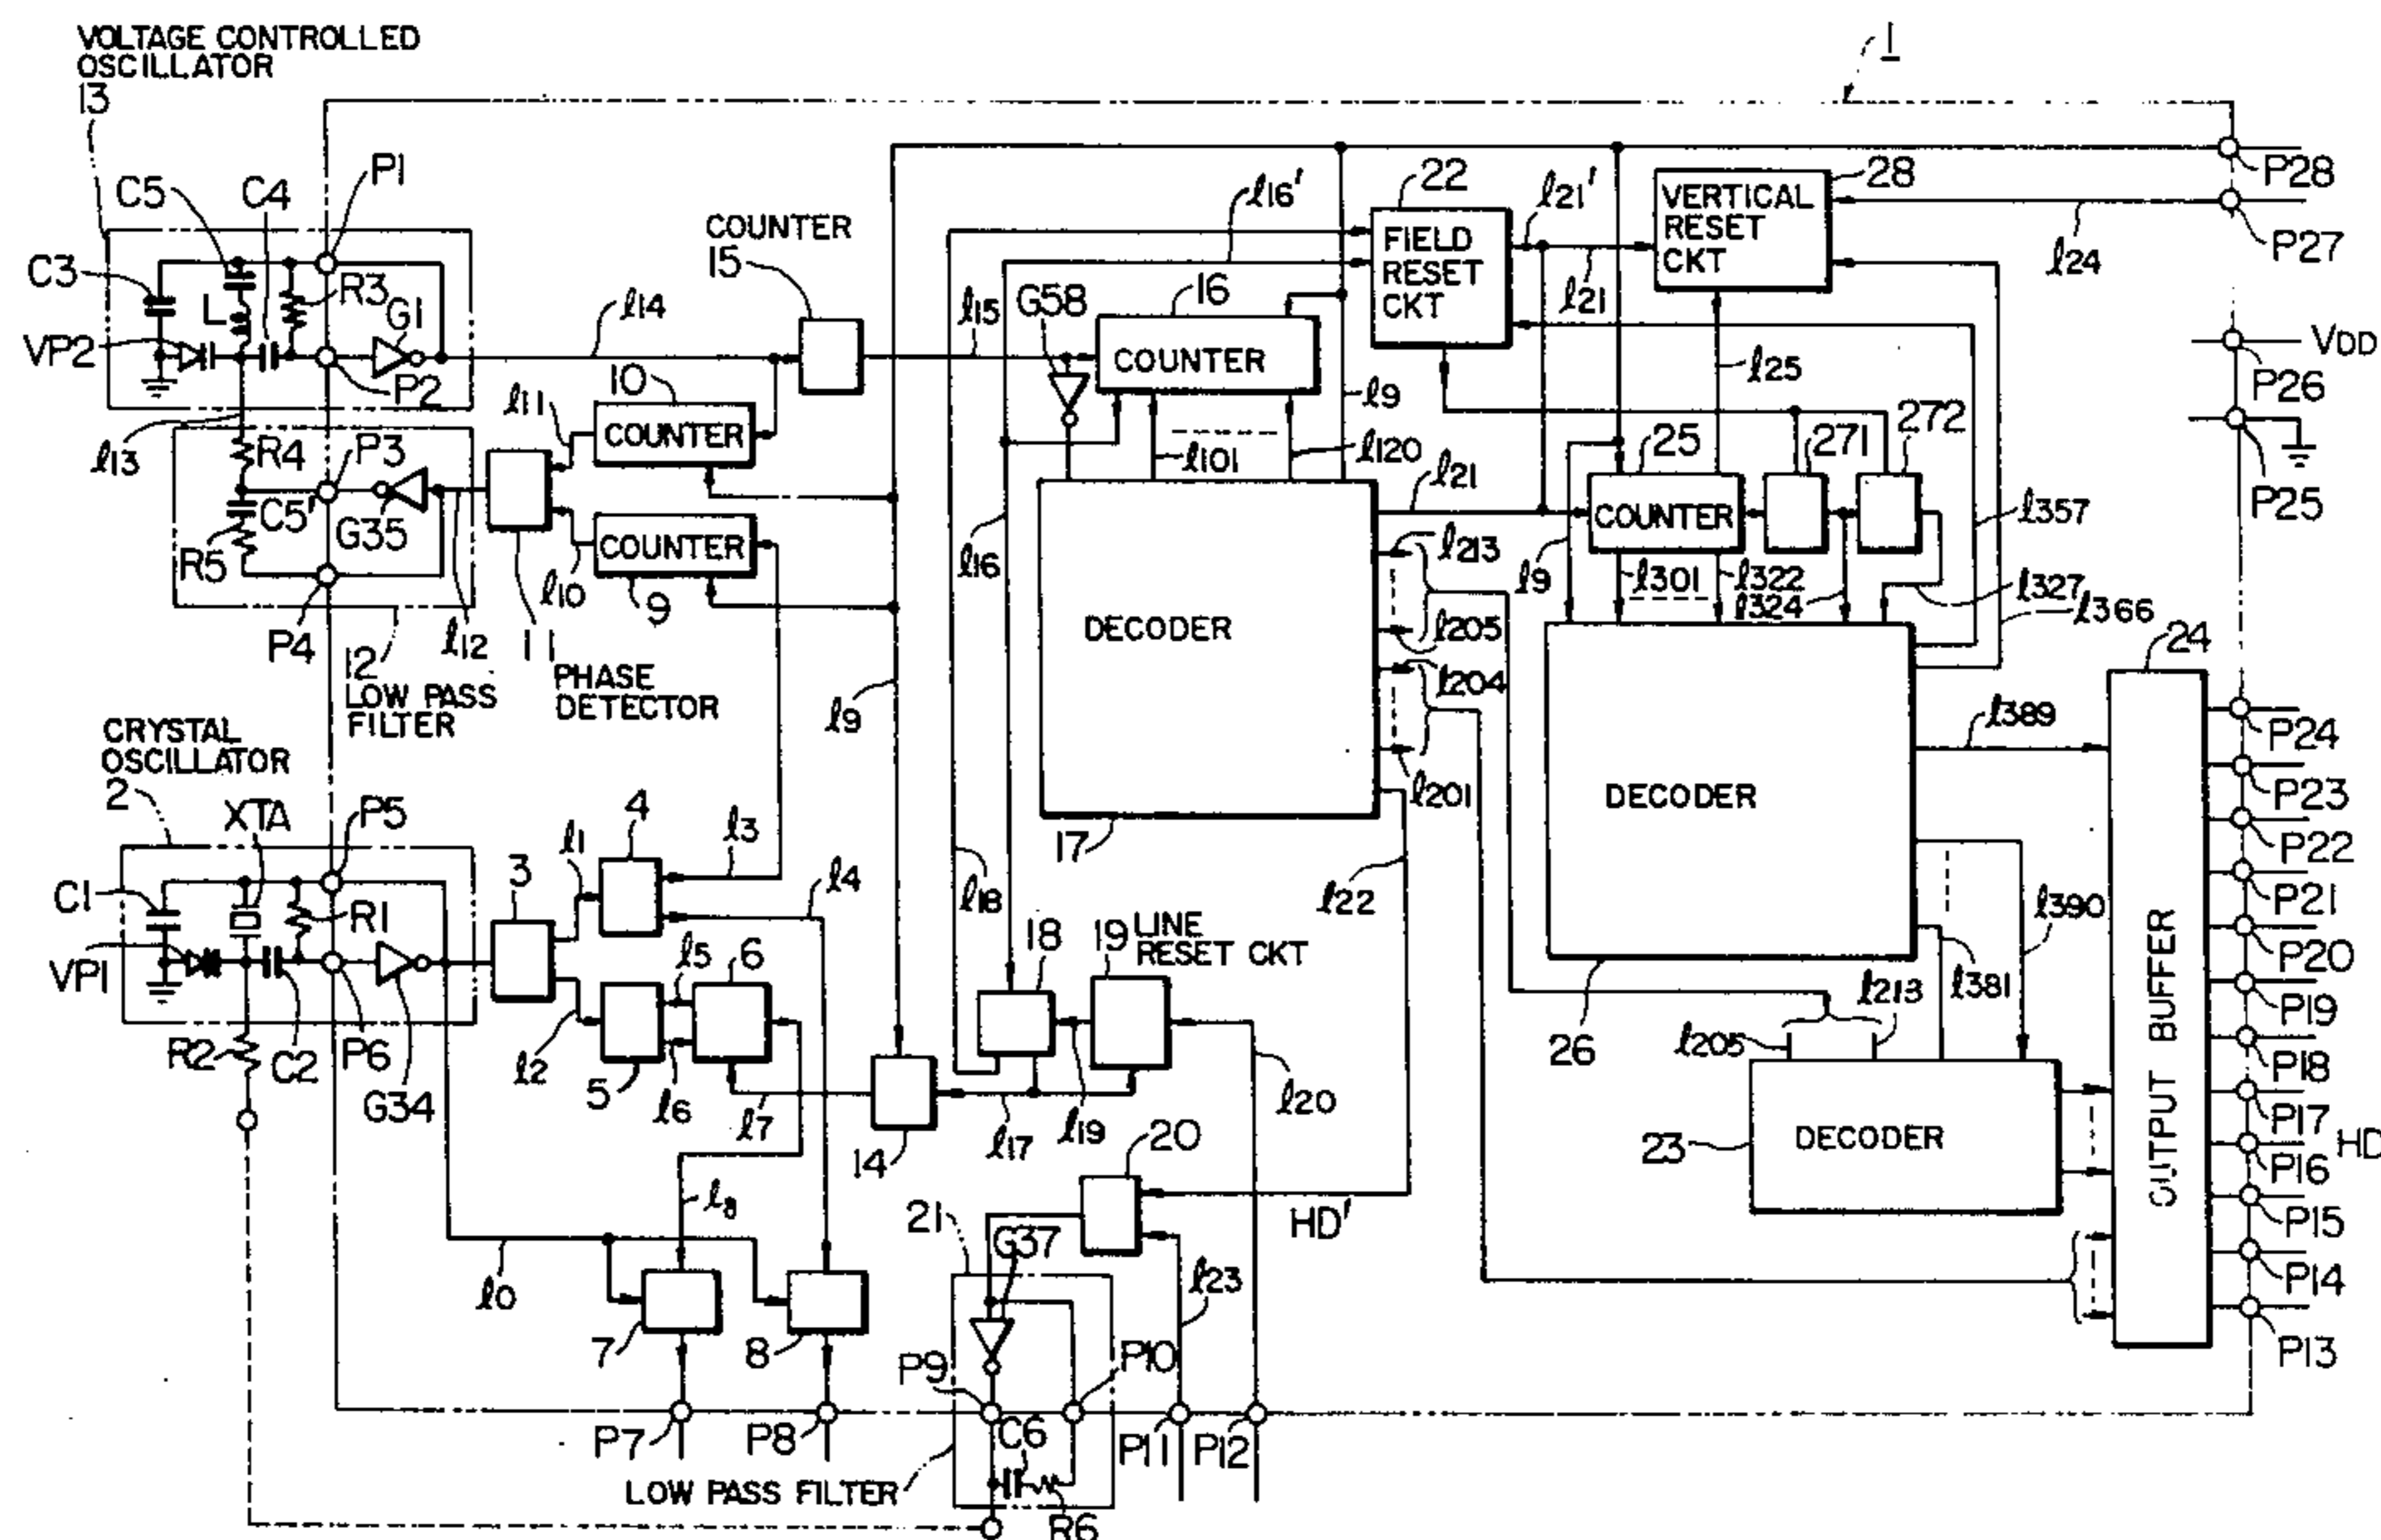 VOLTAGE CONTROLLED
OSCILLATOR
13
1
C5
C4
P1
COUNTER
15
ℓ16'
22
ℓ21'
28
P28
C3
R3
L
G1
ℓ14
ℓ15
G58
16
FIELD
RESET
CKT
VERTICAL
RESET
CKT
ℓ21
ℓ24
P27
VP2
P2
10
COUNTER
ℓ9
ℓ25
VDD
P26
ℓ13
R4
P3
ℓ11
COUNTER
ℓ101
ℓ120
ℓ21
25
271
272
P25
C5'
G35
R5
COUNTER
ℓ10
9
ℓ16
ℓ213
COUNTER
ℓ357
ℓ9
ℓ301
ℓ322
ℓ324
ℓ327
ℓ366
P4
12
LOW PASS
FILTER
ℓ12
11
PHASE
DETECTOR
DECODER
ℓ205
ℓ204
ℓ201
24
ℓ9
CRYSTAL
OSCILLATOR
2
XTA
P5
3
ℓ1
4
ℓ3
17
DECODER
ℓ389
P24
P23
P22
P21
C1
R1
ℓ4
ℓ18
ℓ22
ℓ390
VP1
5
ℓ5
6
18
19 LINE
RESET CKT
ℓ381
P20
P19
R2
C2
P6
G34
ℓ2
ℓ6
ℓ7
14
ℓ17
ℓ19
ℓ20
26
ℓ205
ℓ213
OUTPUT BUFFER
P18
P17
HD
P16
20
23
DECODER
ℓ8
21
G37
HD'
P15
ℓ0
ℓ23
P14
7
8
P9
P10
P13
P7
P8
C6
P11
P12
LOW PASS FILTER
R6